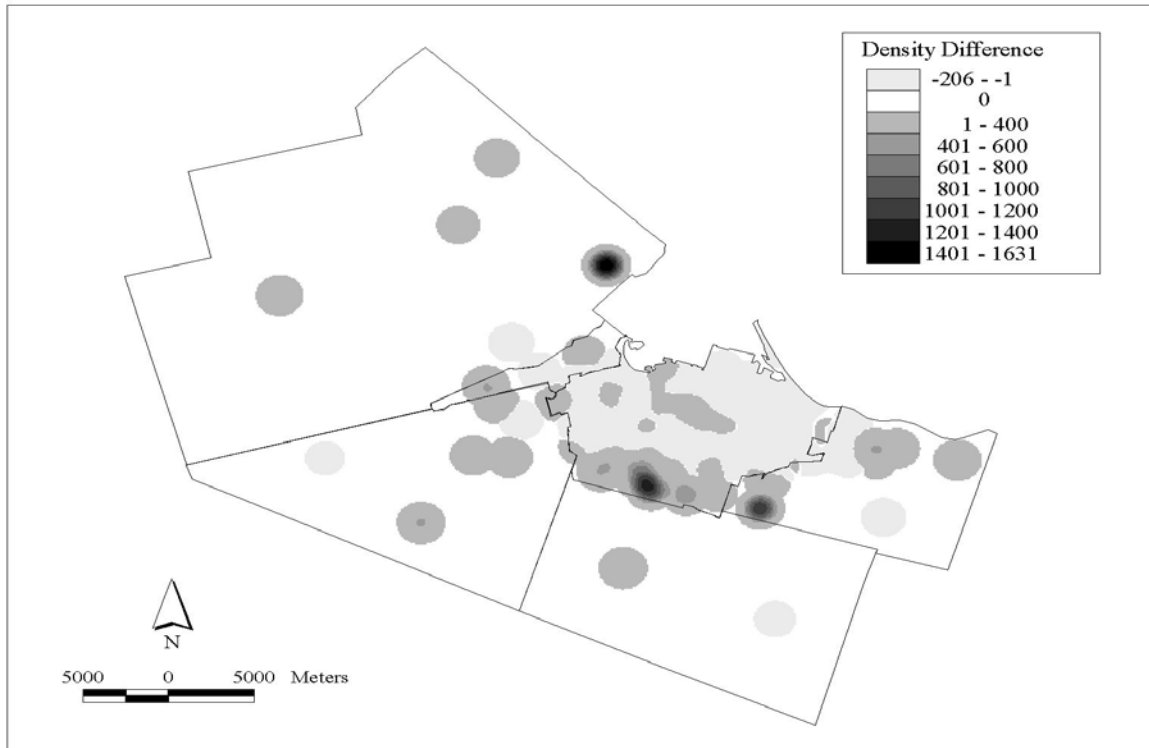 Density Difference
-206 - -1
0
1 - 400
401 - 600
601 - 800
801 - 1000
1001 - 1200
1201 - 1400
1401 - 1631
N
5000 0 5000 Meters